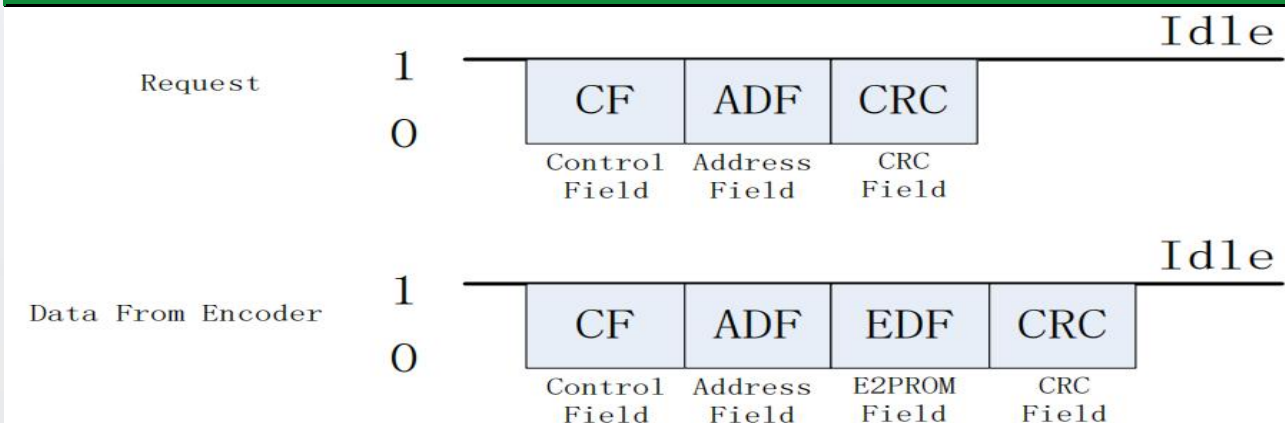 Idle
Request
1
0
CF ADF CRC
Control Address CRC
Field Field Field
Idle
Data From Encoder
1
0
CF ADF EDF CRC
Control Address E2PROM CRC
Field Field Field Field